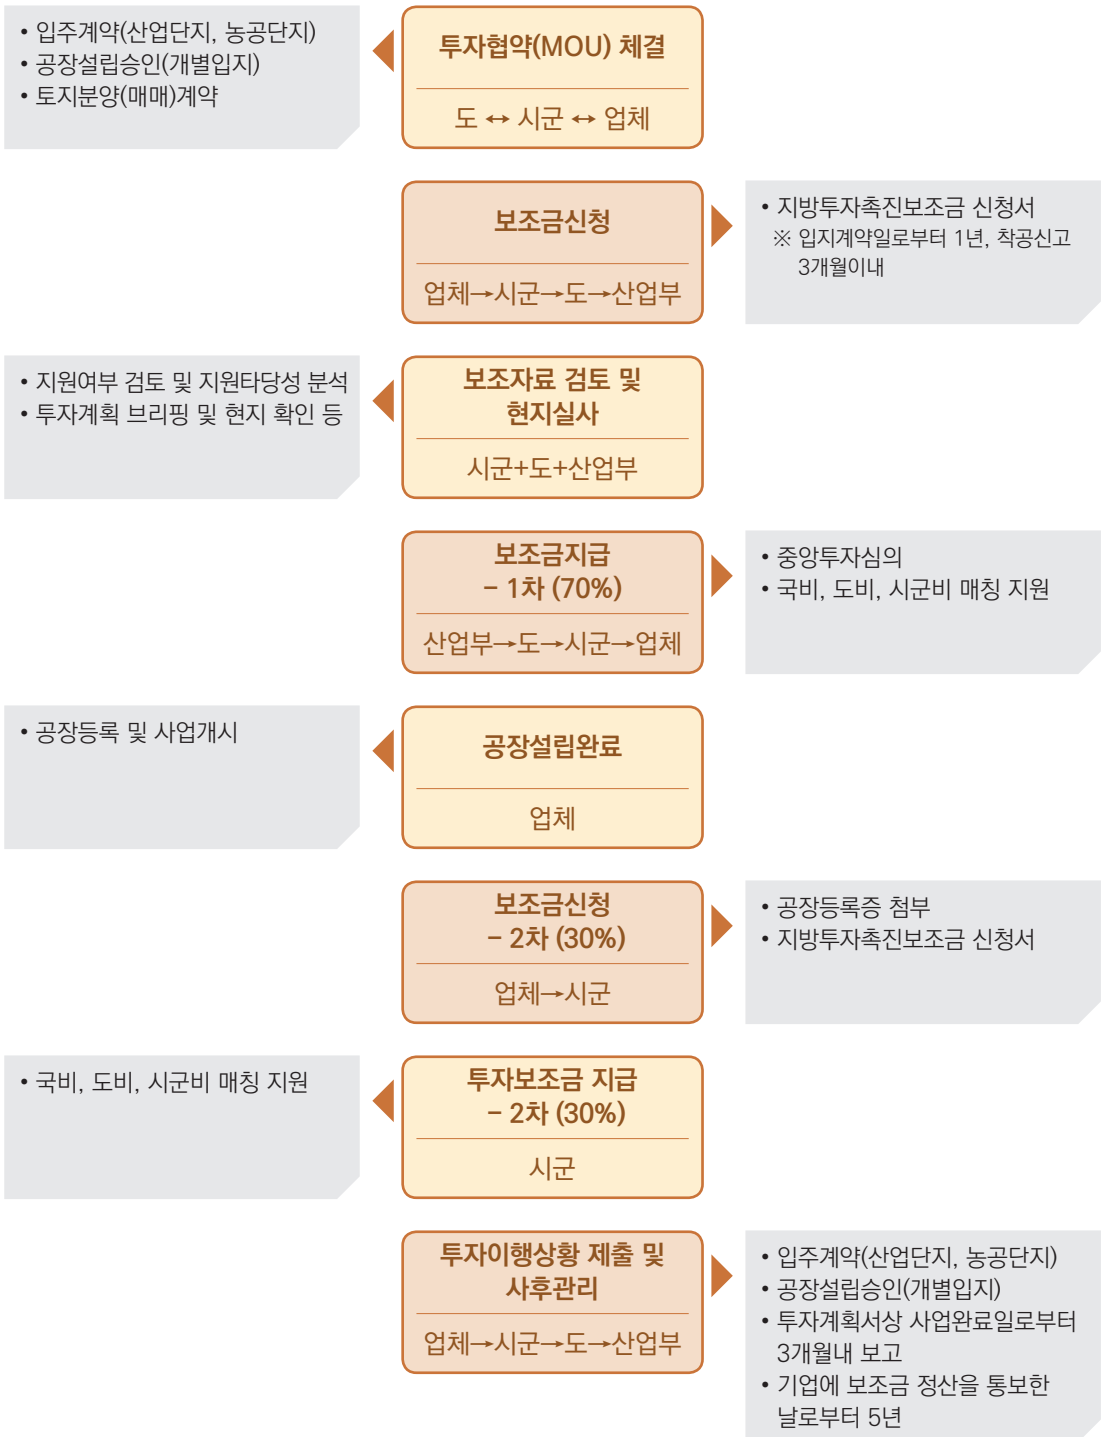 • 입주계약(산업단지, 농공단지)
• 공장설립승인(개별입지)
• 토지분양(매매)계약
투자협약(MOU) 체결
도 ↔ 시군 ↔ 업체
보조금신청
업체→시군→도→산업부
• 지방투자촉진보조금 신청서
※ 입지계약일로부터 1년, 착공신고
3개월이내
• 지원여부 검토 및 지원타당성 분석
• 투자계획 브리핑 및 현지 확인 등
보조자료 검토 및
현지실사
시군+도+산업부
보조금지급
– 1차 (70%)
산업부→도→시군→업체
• 중앙투자심의
• 국비, 도비, 시군비 매칭 지원
• 공장등록 및 사업개시
공장설립완료
업체
보조금신청
– 2차 (30%)
업체→시군
• 공장등록증 첨부
• 지방투자촉진보조금 신청서
• 국비, 도비, 시군비 매칭 지원
투자보조금 지급
– 2차 (30%)
시군
투자이행상황 제출 및
사후관리
업체→시군→도→산업부
• 입주계약(산업단지, 농공단지)
• 공장설립승인(개별입지)
• 투자계획서상 사업완료일로부터
3개월내 보고
• 기업에 보조금 정산을 통보한
날로부터 5년